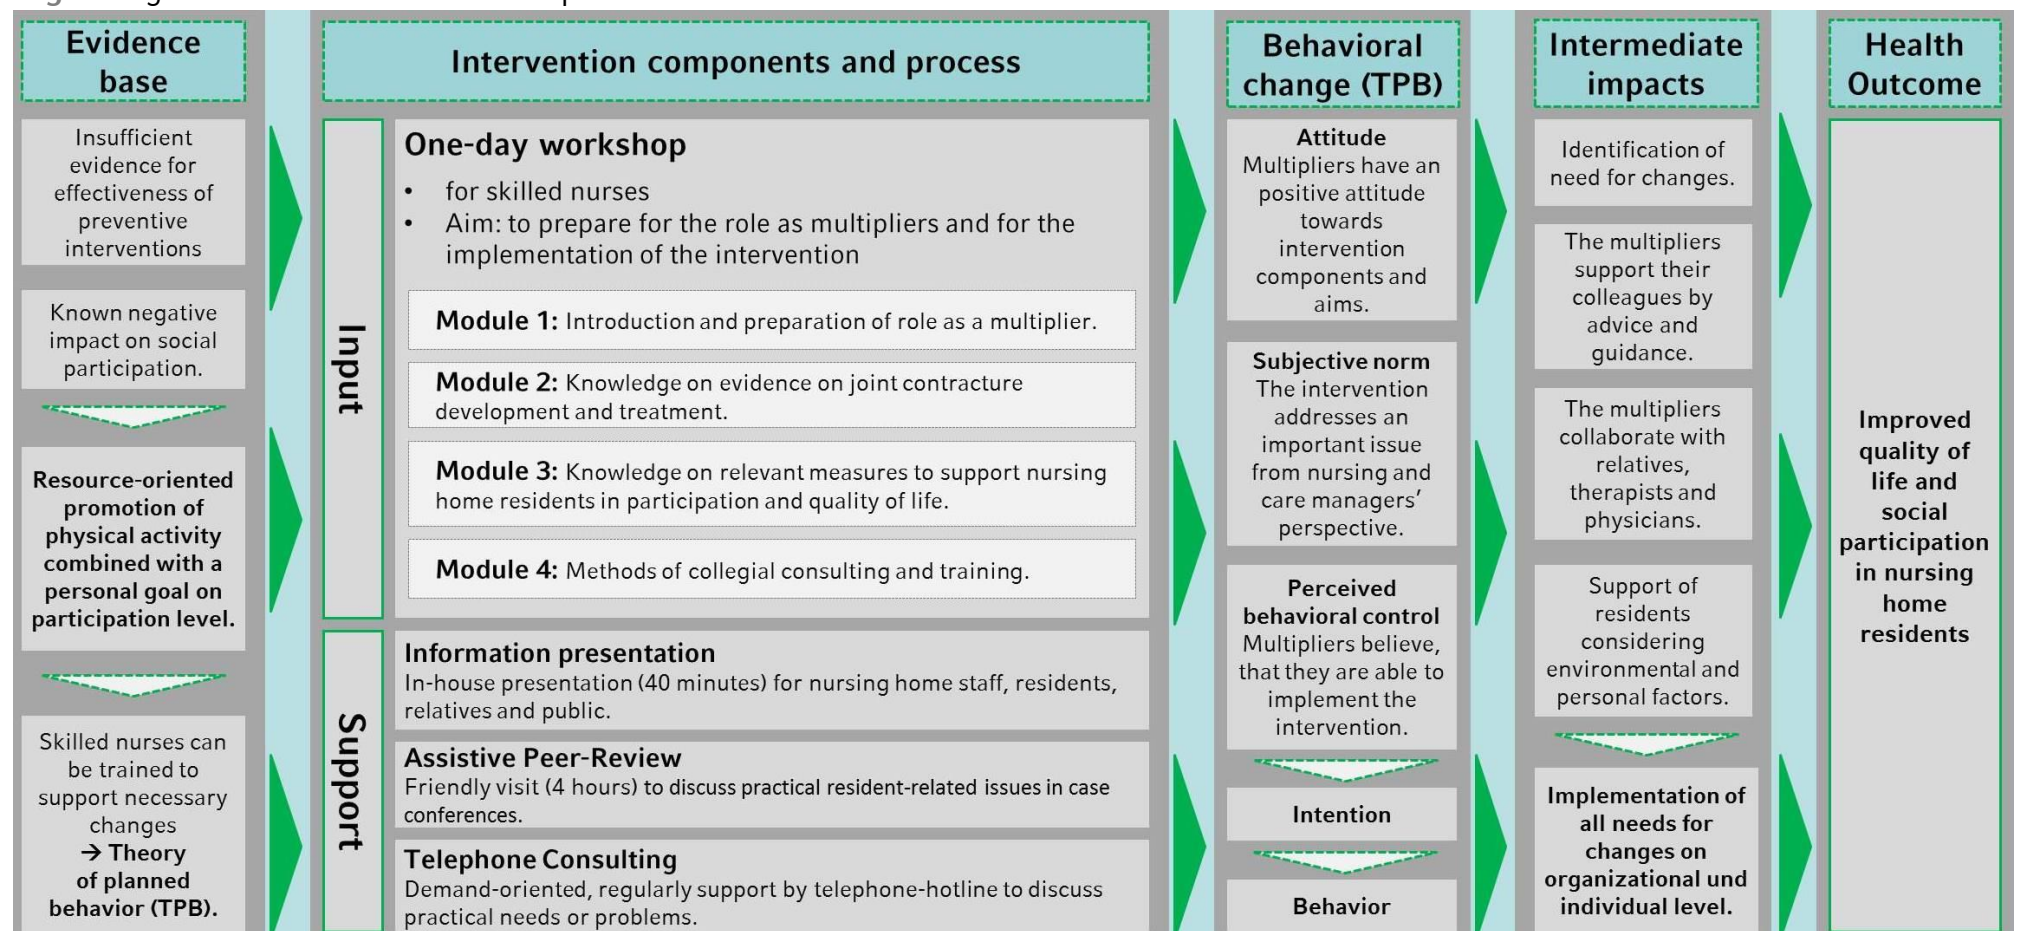 Evidence
base
Insufficient
evidence for
effectiveness of
preventive
interventions
Known negative
impact on social
participation.
Resource-oriented
promotion of
physical activity
combined with a
personal goal on
participation level.
Skilled nurses can
be trained to
support necessary
changes
→ Theory
of planned
behavior (TPB).
Intervention components and process
Input
One-day workshop
• for skilled nurses
• Aim: to prepare for the role as multipliers and for the
implementation of the intervention
Module 1: Introduction and preparation of role as a multiplier.
Module 2: Knowledge on evidence on joint contracture
development and treatment.
Module 3: Knowledge on relevant measures to support nursing
home residents in participation and quality of life.
Module 4: Methods of collegial consulting and training.
Support
Information presentation
In-house presentation (40 minutes) for nursing home staff, residents,
relatives and public.
Assistive Peer-Review
Friendly visit (4 hours) to discuss practical resident-related issues in case
conferences.
Telephone Consulting
Demand-oriented, regularly support by telephone-hotline to discuss
practical needs or problems.
Behavioral
change (TPB)
Attitude
Multipliers have an
positive attitude
towards
intervention
components and
aims.
Subjective norm
The intervention
addresses an
important issue
from nursing and
care managers’
perspective.
Perceived
behavioral control
Multipliers believe,
that they are able to
implement the
intervention.
Intention
Behavior
Intermediate
impacts
Identification of
need for changes.
The multipliers
support their
colleagues by
advice and
guidance.
The multipliers
collaborate with
relatives,
therapists and
physicians.
Support of
residents
considering
environmental and
personal factors.
Implementation of
all needs for
changes on
organizational und
individual level.
Health
Outcome
Improved
quality of
life and
social
participation
in nursing
home
residents